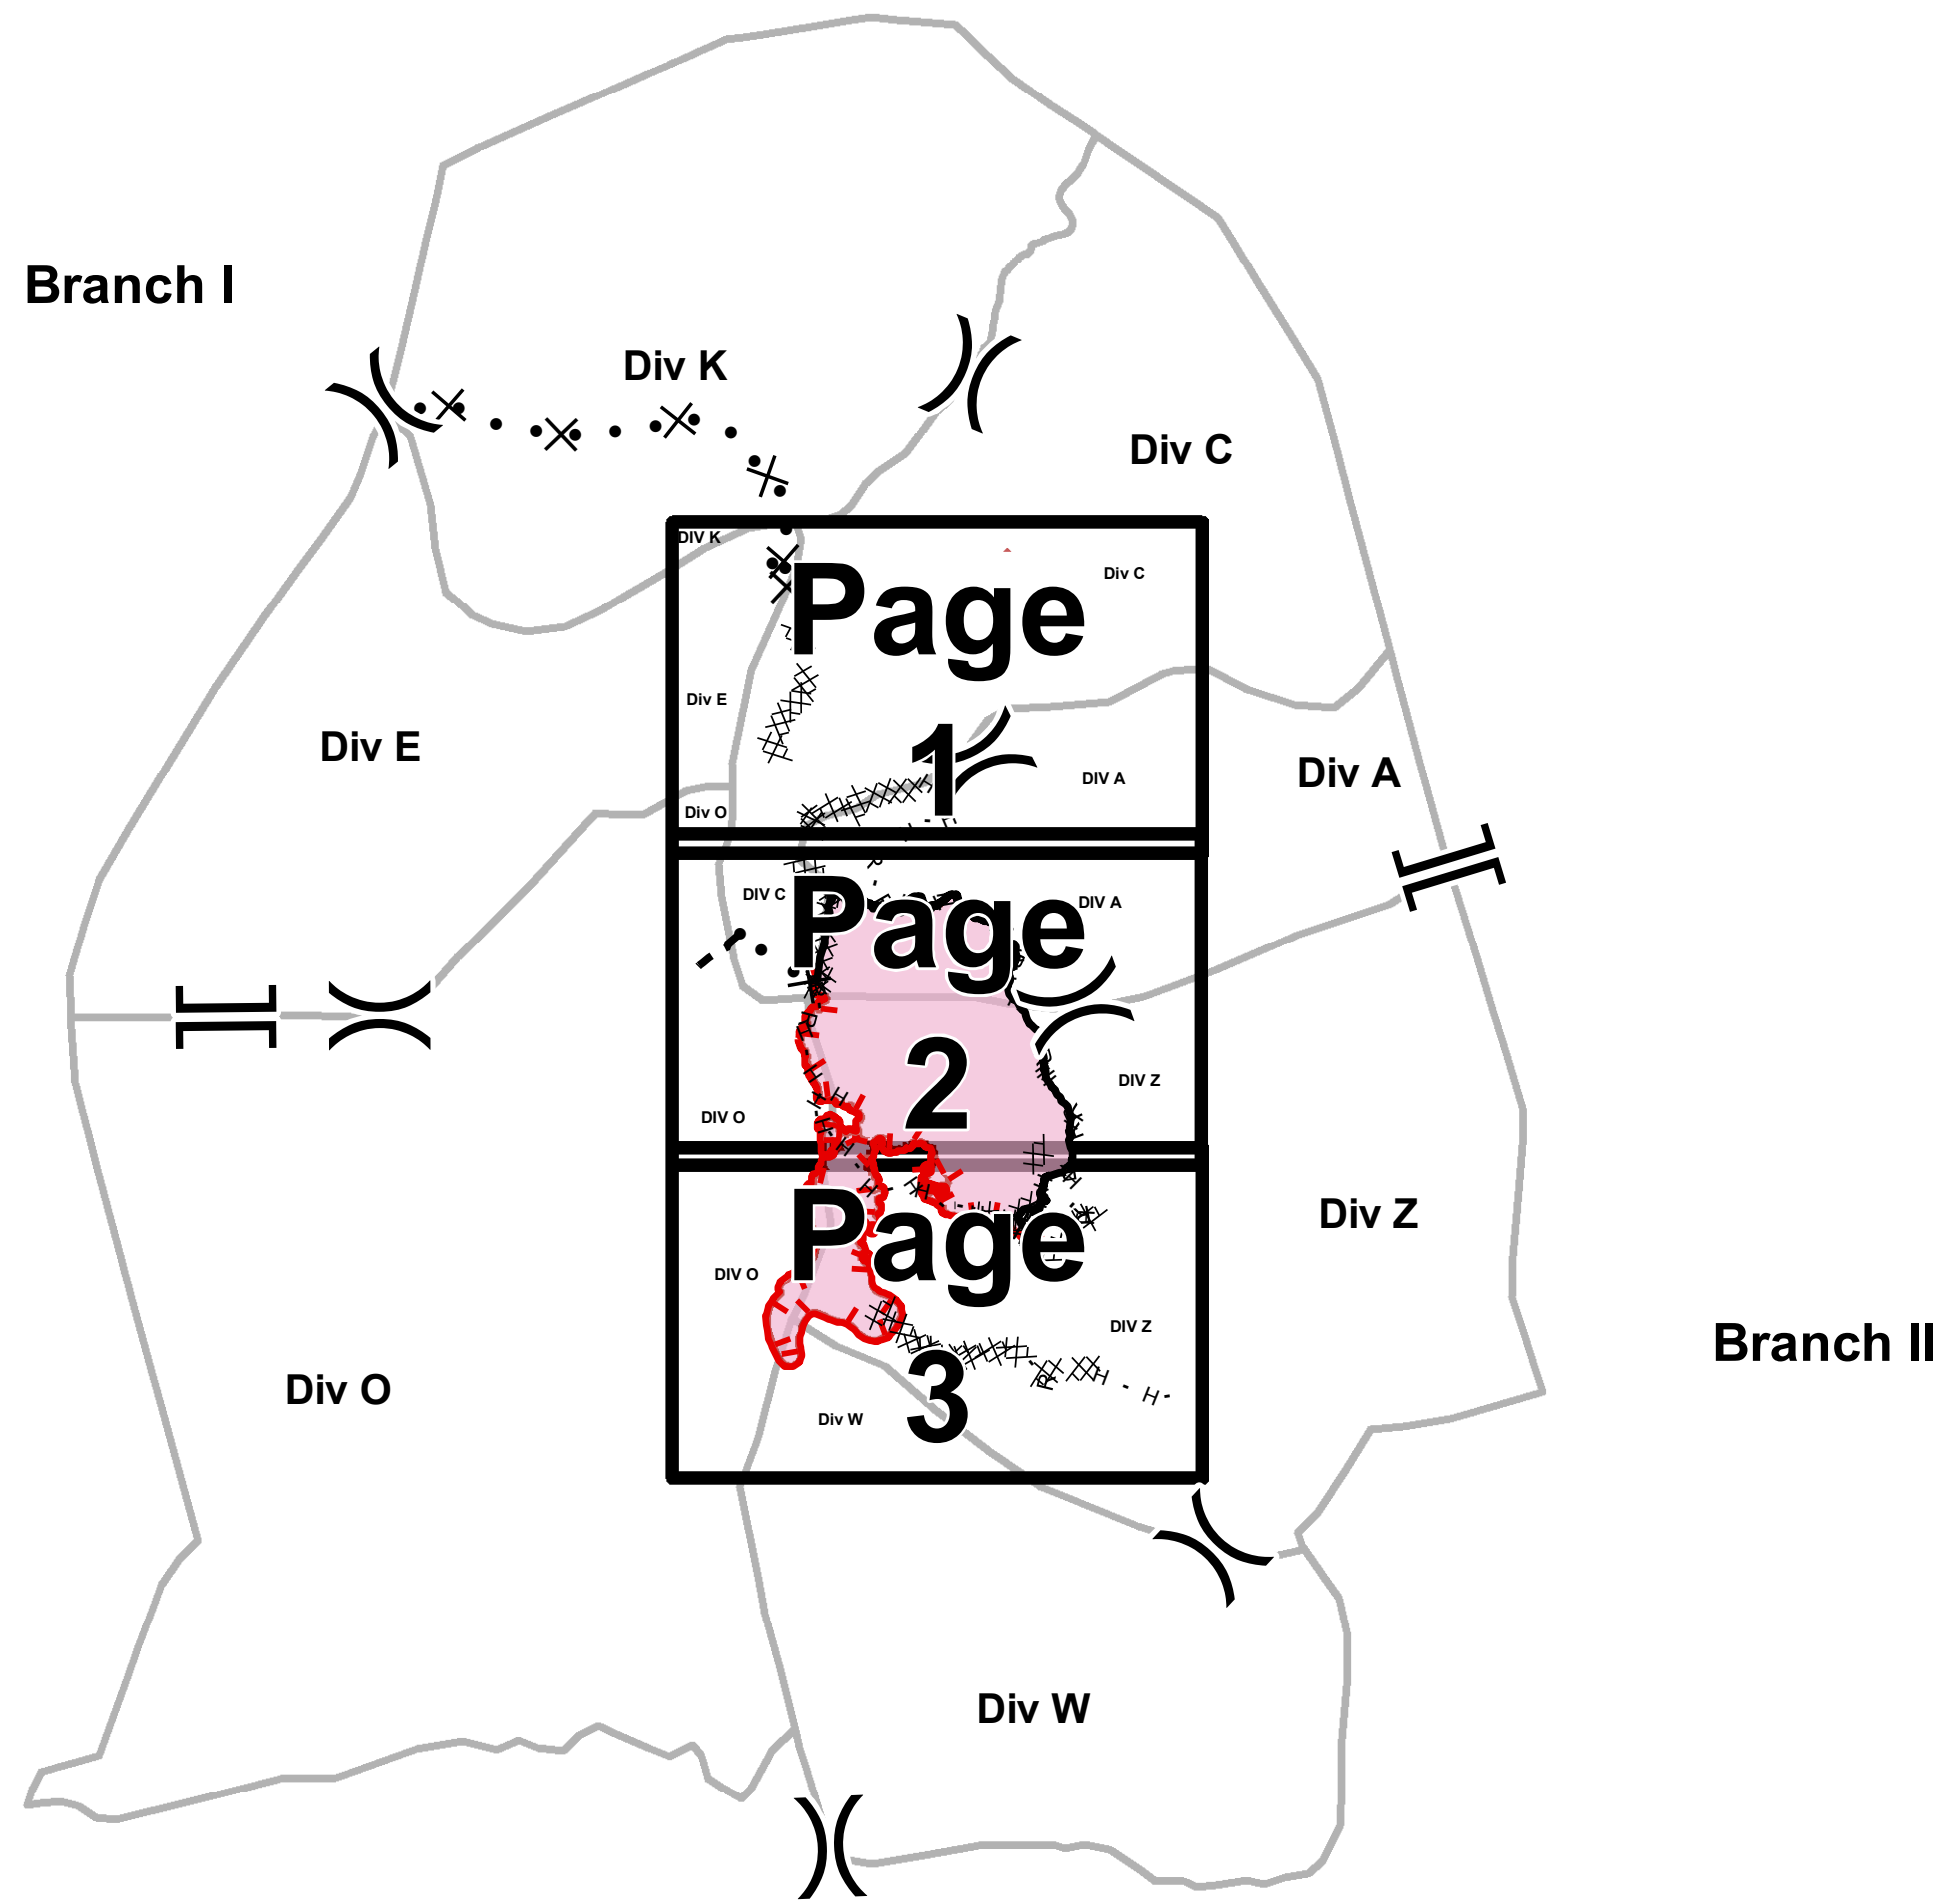 Branch I
Div K
Div C
DIV K
Page
Div C
Div E
Div E
1
DIV A
Div A
Div O
DIV C
Page
DIV A
2
DIV Z
DIV O
Page
Div Z
DIV O
DIV Z
Branch II
3
Div O
Div W
Div W